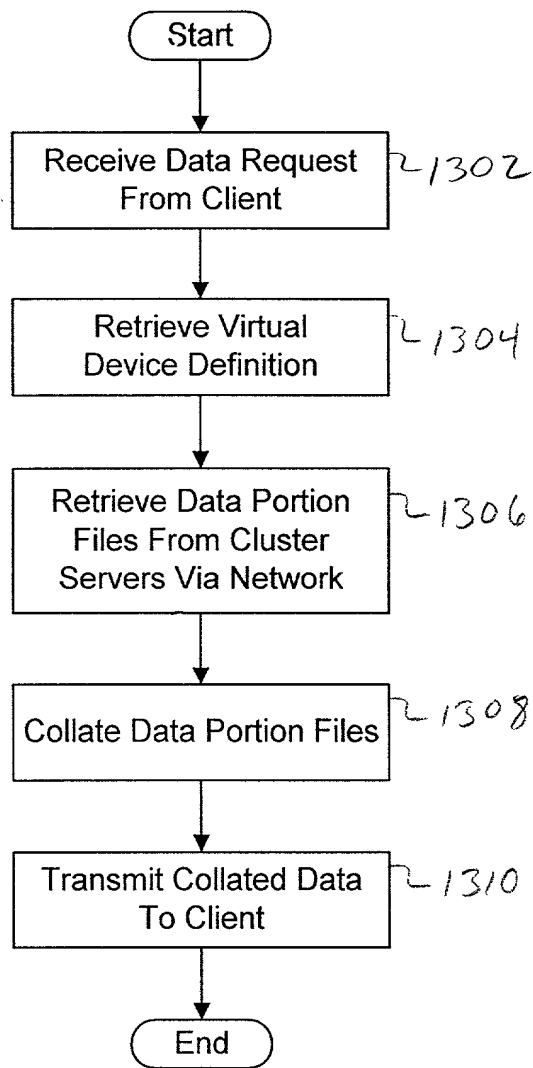 Start
Receive Data Request
From Client
1302
Retrieve Virtual
Device Definition
1304
Retrieve Data Portion
Files From Cluster
Servers Via Network
1306
Collate Data Portion Files
1308
Transmit Collated Data
To Client
1310
End